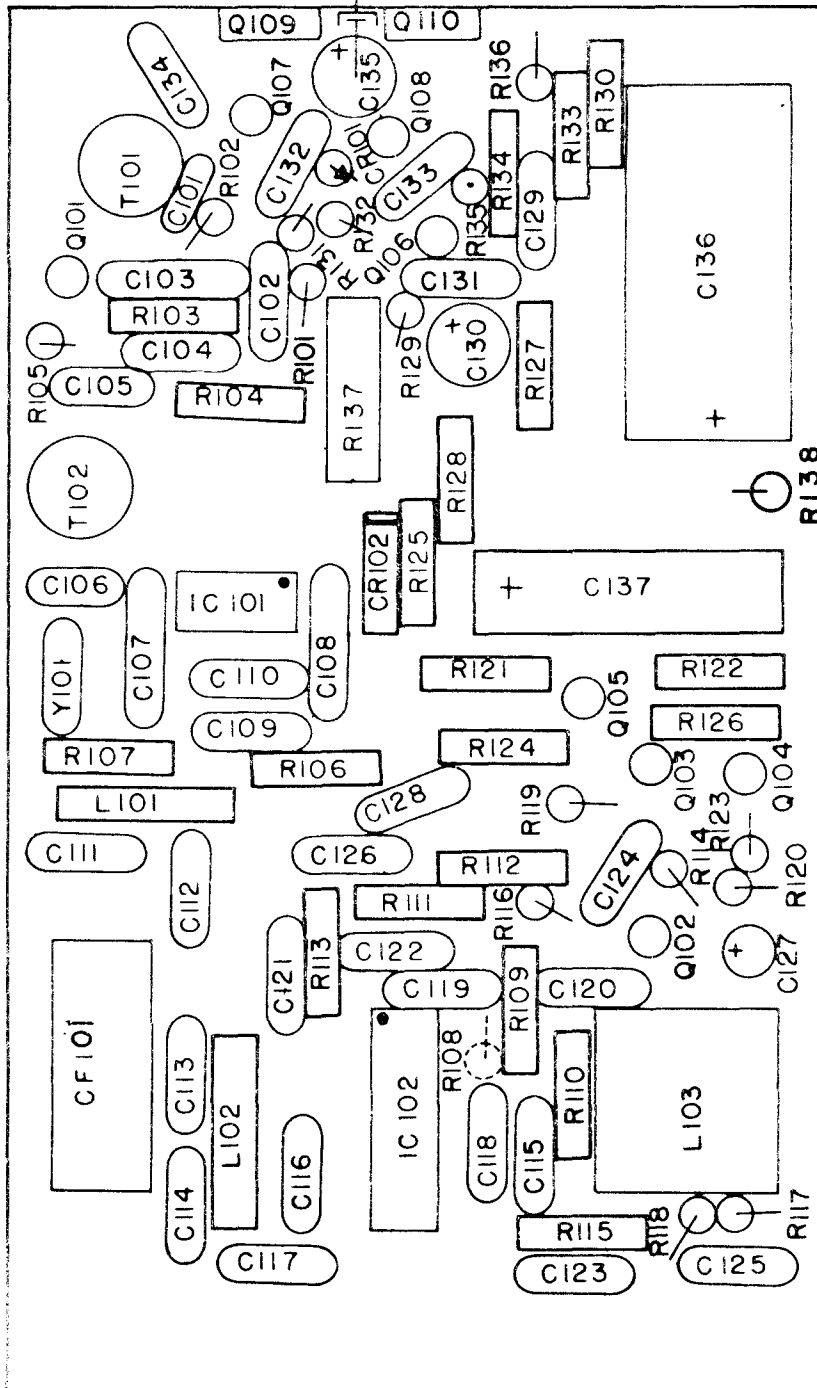 Q109
Q110
C134
Q107
+
C135
Q108
R136
R133
R130
T101
C101
R102
C132
CR101
C133
R134
R135
C129
C136
Q101
R131
R132
Q106
C103
C102
R101
C131
R103
C104
R129
+
C130
R127
R105
C105
R104
R137
+
T102
R128
R138
CR102
R125
C106
IC101
C107
C108
+
C137
Y101
C110
R121
Q105
R122
C109
R126
R107
R106
R124
Q103
Q104
L101
C128
R119
R123
C111
C112
C126
R112
C124
R114
R120
R111
R116
C121
R113
C122
Q102
+
C127
C119
R109
C120
CF101
C113
L102
R108
IC102
R110
L103
C114
C116
C118
C115
R115
R118
R117
C117
C123
C125